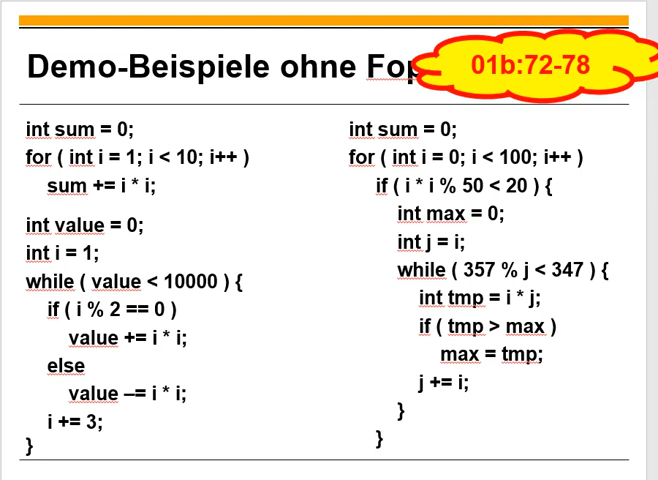 Demo-Beispiele ohne Fop
01b:72-78
int sum = 0;
for ( int i = 1; i < 10; i++ )
sum += i * i;
int value = 0;
int i = 1;
while ( value < 10000 ) {
if ( i % 2 == 0 )
value += i * i;
else
value –= i * i;
i += 3;
}
int sum = 0;
for ( int i = 0; i < 100; i++ )
if ( i * i % 50 < 20 ) {
int max = 0;
int j = i;
while ( 357 % j < 347 ) {
int tmp = i * j;
if ( tmp > max )
max = tmp;
j += i;
}
}